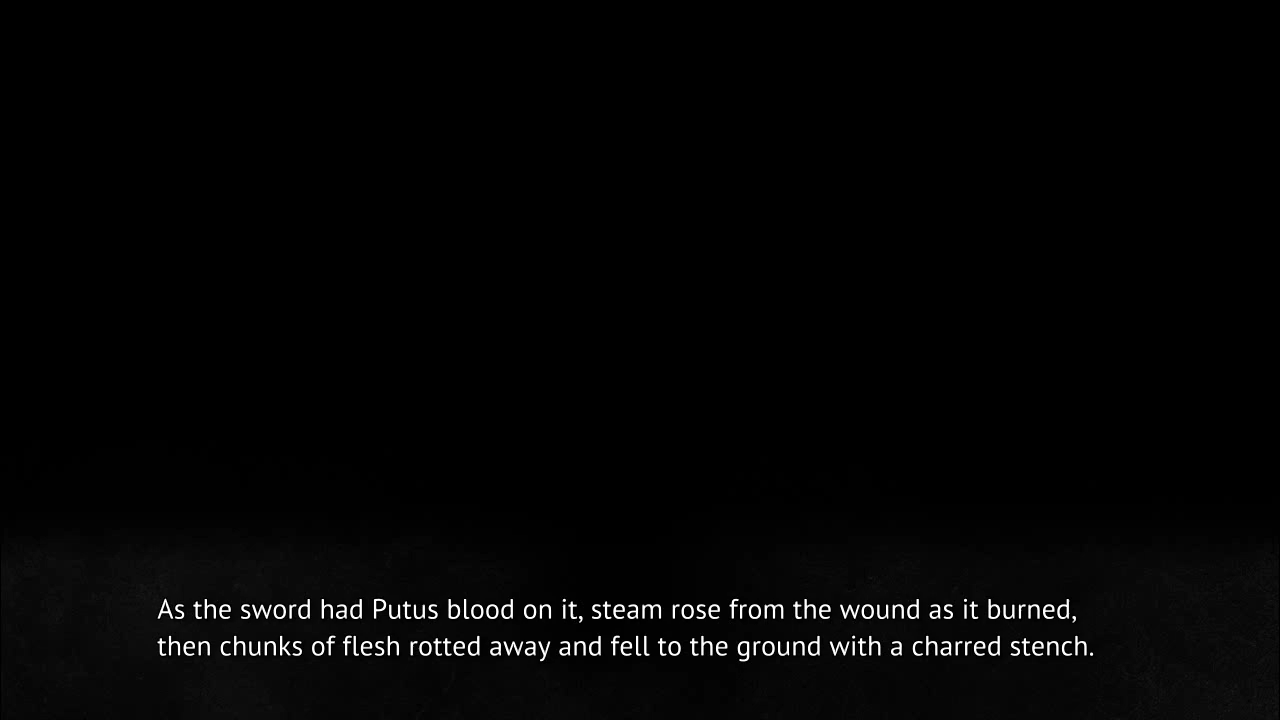 As the sword had Putus blood on it, steam rose from the wound as it burned,
then chunks of flesh rotted away and fell to the ground with a charred stench.